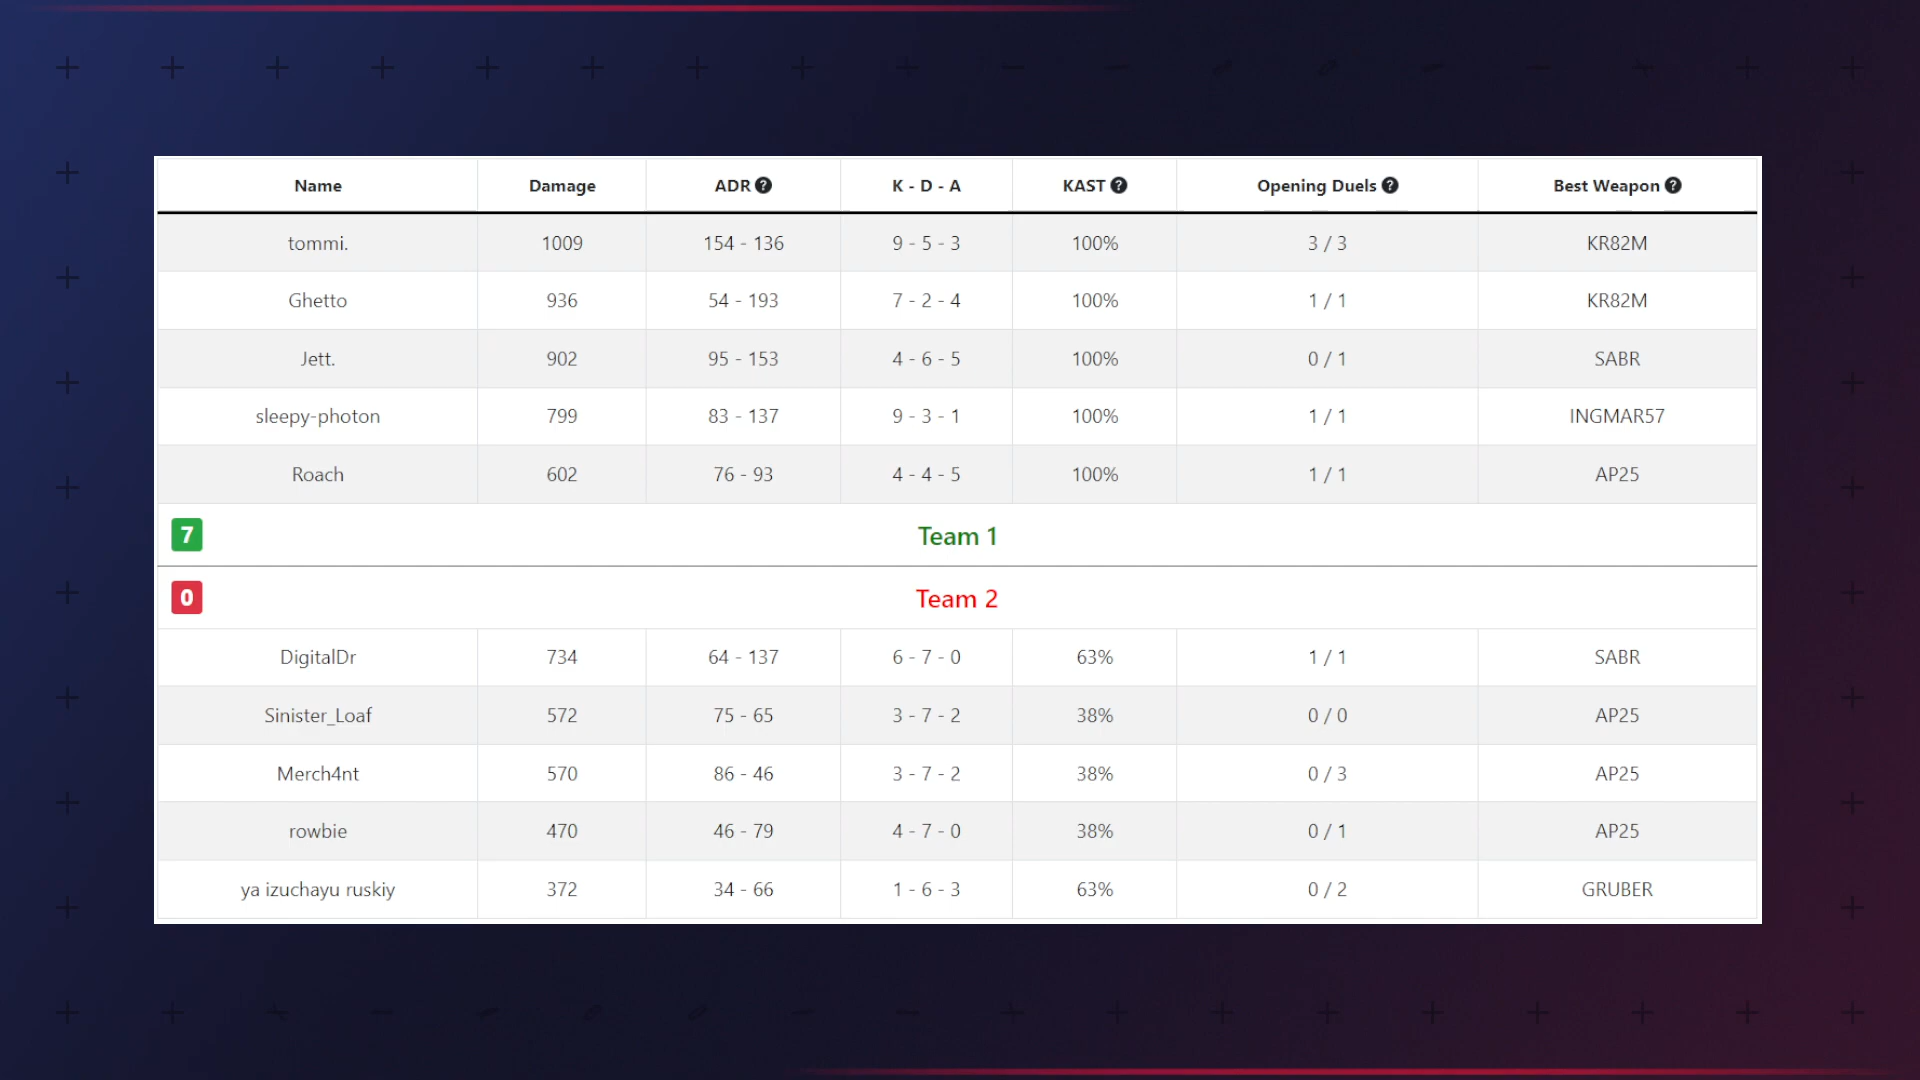 Name Damage ADR ? K - D - A KAST ? Opening Duels ? Best Weapon ?
tommi. 1009 154 - 136 9 - 5 - 3 100% 3 / 3 KR82M
Ghetto 936 54 - 193 7 - 2 - 4 100% 1 / 1 KR82M
Jett. 902 95 - 153 4 - 6 - 5 100% 0 / 1 SABR
sleepy-photon 799 83 - 137 9 - 3 - 1 100% 1 / 1 INGMAR57
Roach 602 76 - 93 4 - 4 - 5 100% 1 / 1 AP25
7 Team 1
0 Team 2
DigitalDr 734 64 - 137 6 - 7 - 0 63% 1 / 1 SABR
Sinister_Loaf 572 75 - 65 3 - 7 - 2 38% 0 / 0 AP25
Merch4nt 570 86 - 46 3 - 7 - 2 38% 0 / 3 AP25
rowbie 470 46 - 79 4 - 7 - 0 38% 0 / 1 AP25
ya izuchayu ruskiy 372 34 - 66 1 - 6 - 3 63% 0 / 2 GRUBER